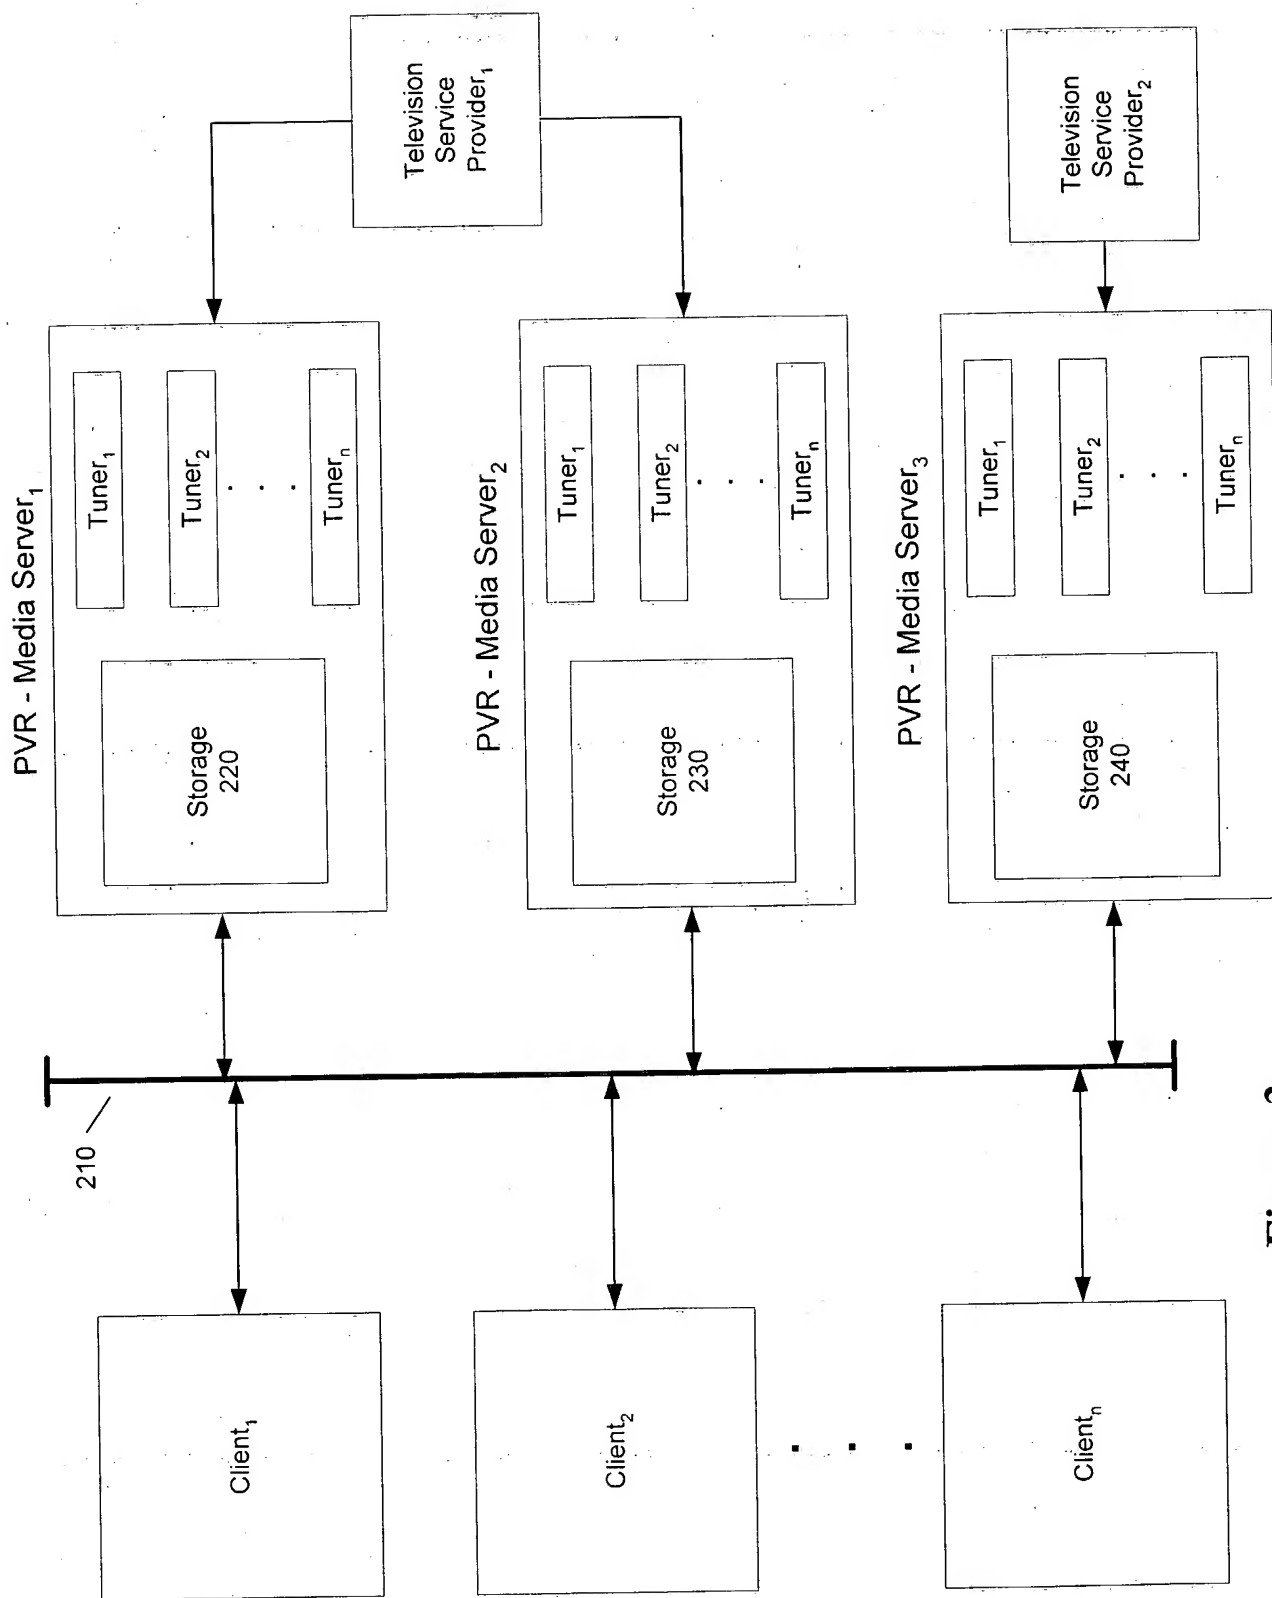 PVR - Media Server₁
210
Client₁
Storage
220
Tuner₁
Tuner₂
. . .
Tunerₙ
Television
Service
Provider₁
PVR - Media Server₂
Client₂
Storage
230
Tuner₁
Tuner₂
. . .
Tunerₙ
. . .
PVR - Media Server₃
Clientₙ
Storage
240
Tuner₁
Tuner₂
. . .
Tunerₙ
Television
Service
Provider₂